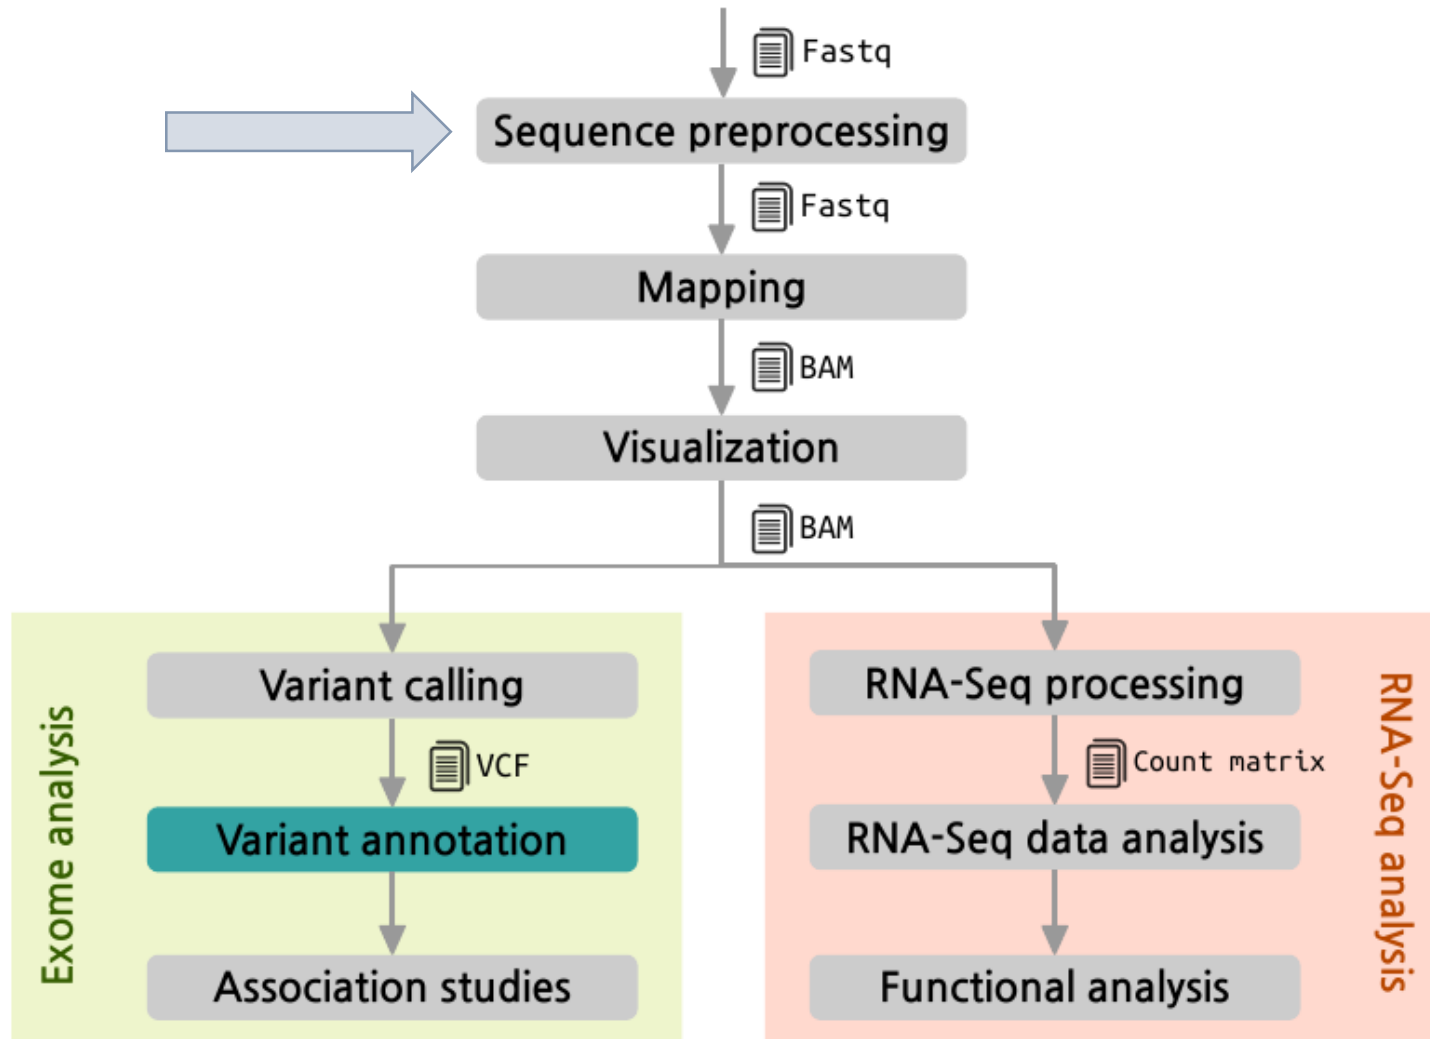 Fastq
Sequence preprocessing
Fastq
Mapping
BAM
Visualization
BAM
Exome analysis
Variant calling
VCF
Variant annotation
Association studies
RNA-Seq processing
Count matrix
RNA-Seq data analysis
Functional analysis
RNA-Seq analysis